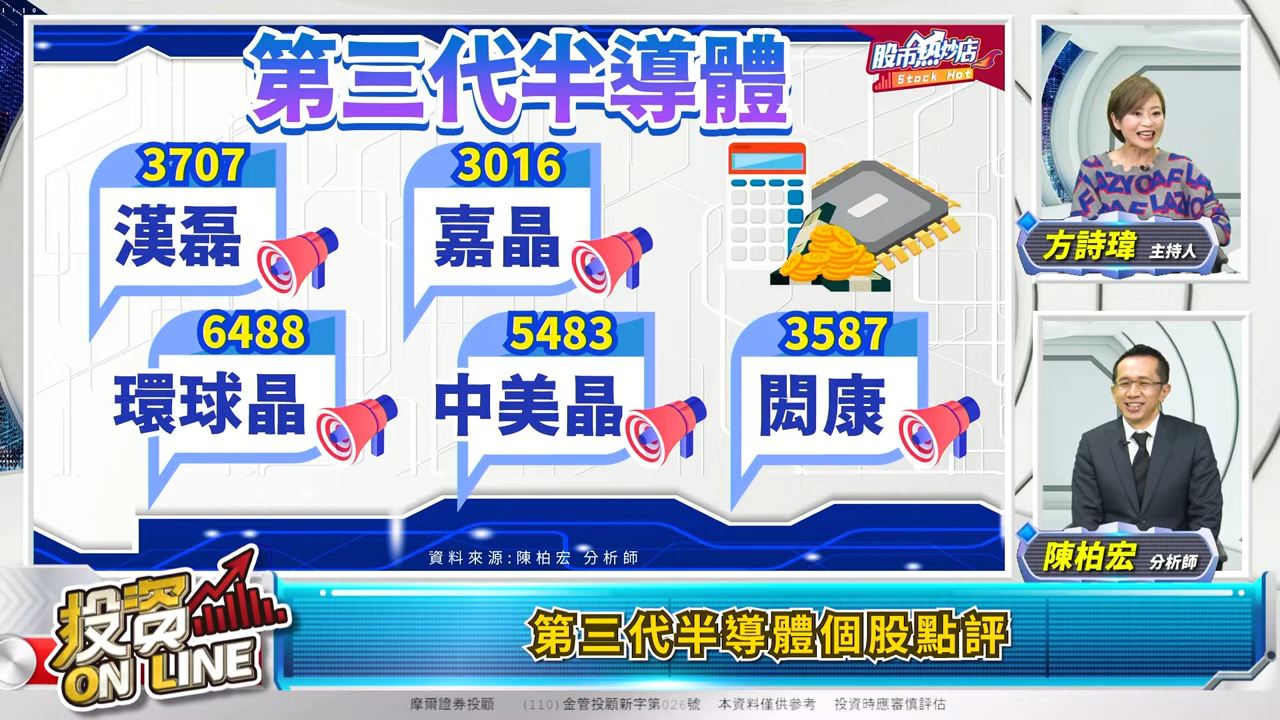 第三代半導體
股市熱炒店
Stock Hot
3707
漢磊
3016
嘉晶
6488
環球晶
5483
中美晶
3587
閎康
資料來源:陳柏宏 分析師
LAZY OAF LA
F LAZY OA
方詩瑋 主持人
陳柏宏 分析師
投資
ON LINE
第三代半導體個股點評
摩爾證券投顧 (110)金管投顧新字第026號 本資料僅供參考 投資時應審慎評估